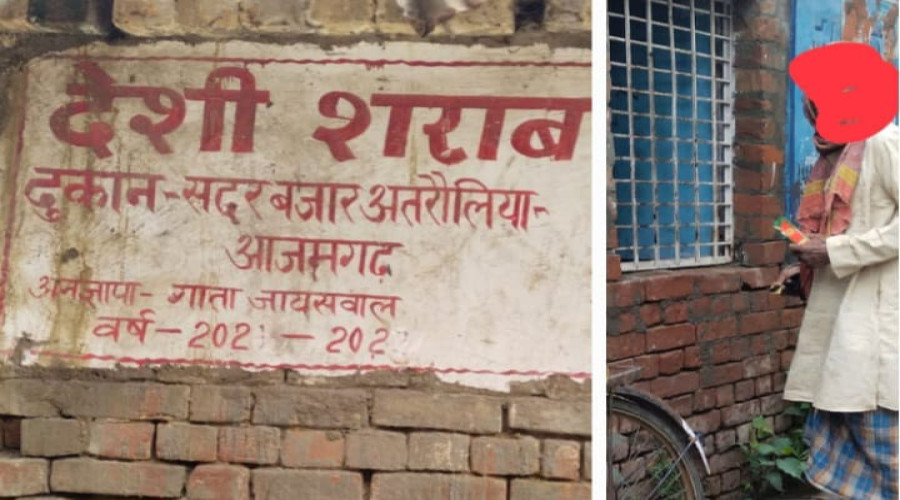 देशी शराब
दुकान-सदर बजार अतरौलिया-
आजमगढ़
अनुज्ञापी- गीता जायसवाल
वर्ष- 202 - 202